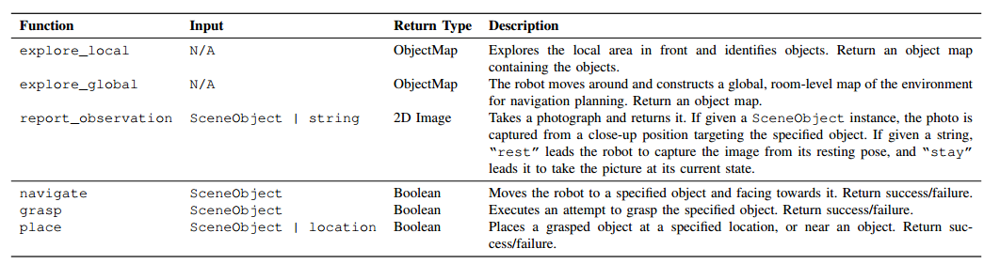 Function Input Return Type Description
explore_local N/A ObjectMap Explores the local area in front and identifies objects. Return an object map
containing the objects.
explore_global N/A ObjectMap The robot moves around and constructs a global, room-level map of the environment
for navigation planning. Return an object map.
report_observation SceneObject | string 2D Image Takes a photograph and returns it. If given a SceneObject instance, the photo is
captured from a close-up position targeting the specified object. If given a string,
“rest” leads the robot to capture the image from its resting pose, and “stay”
leads it to take the picture at its current state.
navigate SceneObject Boolean Moves the robot to a specified object and facing towards it. Return success/failure.
grasp SceneObject Boolean Executes an attempt to grasp the specified object. Return success/failure.
place SceneObject | location Boolean Places a grasped object at a specified location, or near an object. Return suc-
cess/failure.